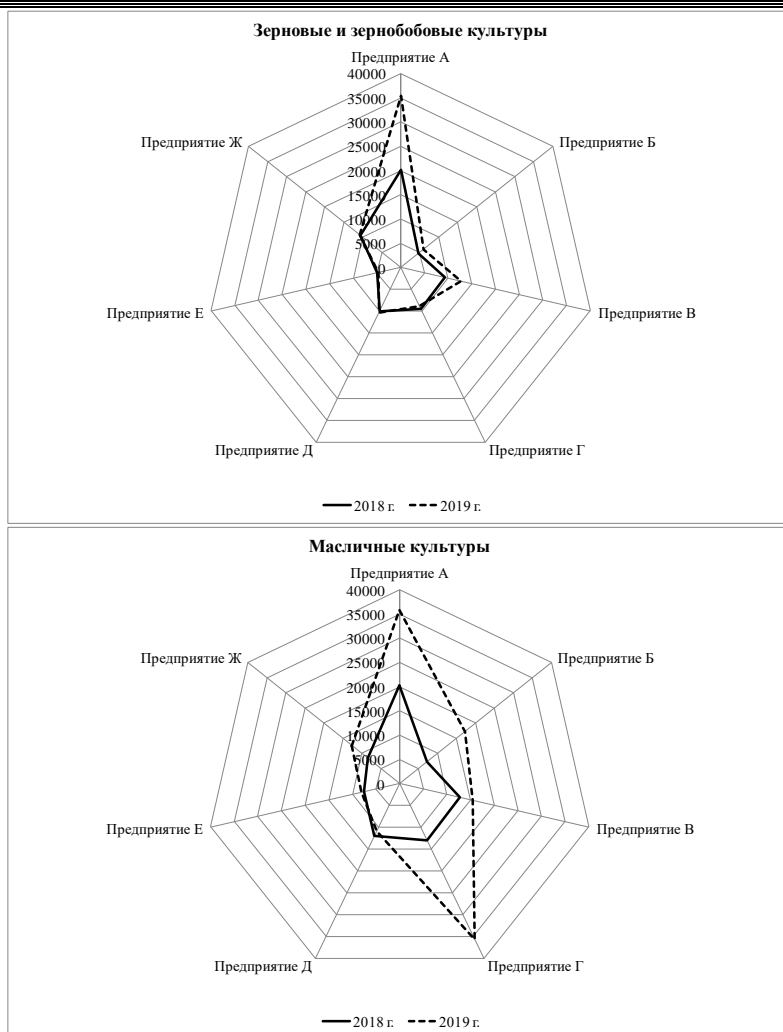 Зерновые и зернобобовые культуры
Предприятие А
40000
35000
Предприятие Ж
Предприятие Б
30000
25000
20000
15000
10000
5000
0
Предприятие Е
Предприятие В
Предприятие Д
Предприятие Г
2018 г. 2019 г.
Масличные культуры
Предприятие А
40000
35000
Предприятие Ж
Предприятие Б
30000
25000
20000
15000
10000
5000
0
Предприятие Е
Предприятие В
Предприятие Д
Предприятие Г
2018 г. 2019 г.